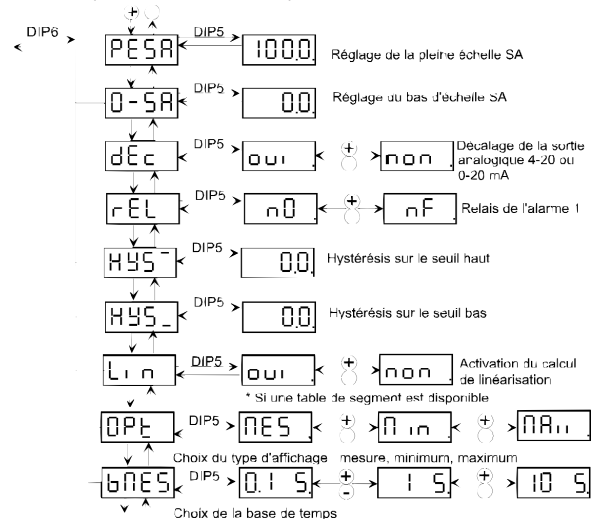 +
DIP6
PESA DIP5 100.0 Réglage de la pleine échelle SA
0-SA DIP5 0.0 Réglage du bas d'échelle SA
dEc DIP5 oui + non Décalage de la sortie
analogique 4-20 ou
0-20 mA
rEL DIP5 nO + nF Relais de l'alarme 1
HYS¯ DIP5 0.0 Hystérésis sur le seuil haut
HYS_ DIP5 0.0 Hystérésis sur le seuil bas
Lin DIP5 oui + non Activation du calcul
de linéarisation
* Si une table de segment est disponible
OPt DIP5 MES + Min + MAii
Choix du type d'affichage mesure, minimum, maximum
bMES DIP5 0.1 S + - 1 S + 10 S
Choix de la base de temps